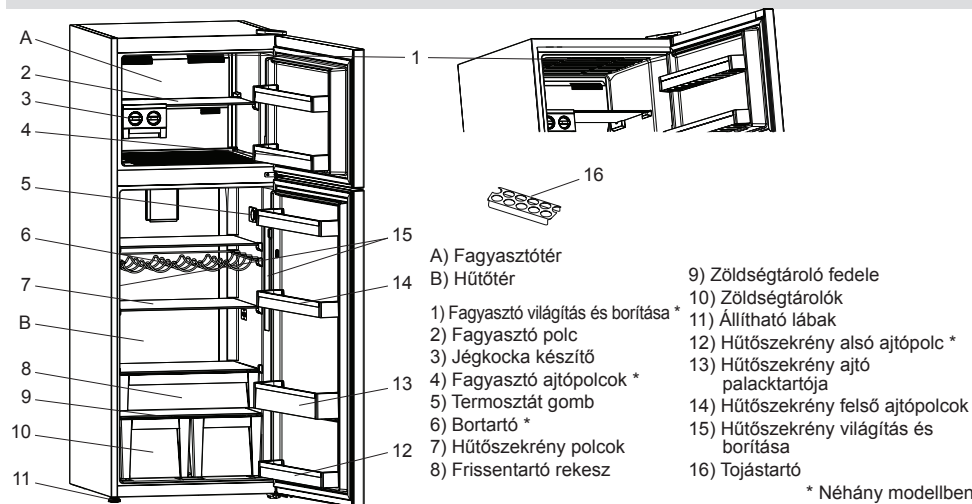 A
2
3
4
5
6
7
B
8
9
10
11
1
16
15
14
13
12
A) Fagyasztótér
B) Hűtőtér
1) Fagyasztó világítás és borítása *
2) Fagyasztó polc
3) Jégkocka készítő
4) Fagyasztó ajtópolcok *
5) Termosztát gomb
6) Bortartó *
7) Hűtőszekrény polcok
8) Frissentartó rekesz
9) Zöldségtároló fedele
10) Zöldségtárolók
11) Állítható lábak
12) Hűtőszekrény alsó ajtópolc *
13) Hűtőszekrény ajtó
palacktartója
14) Hűtőszekrény felső ajtópolcok
15) Hűtőszekrény világítás és
borítása
16) Tojástartó
* Néhány modellben